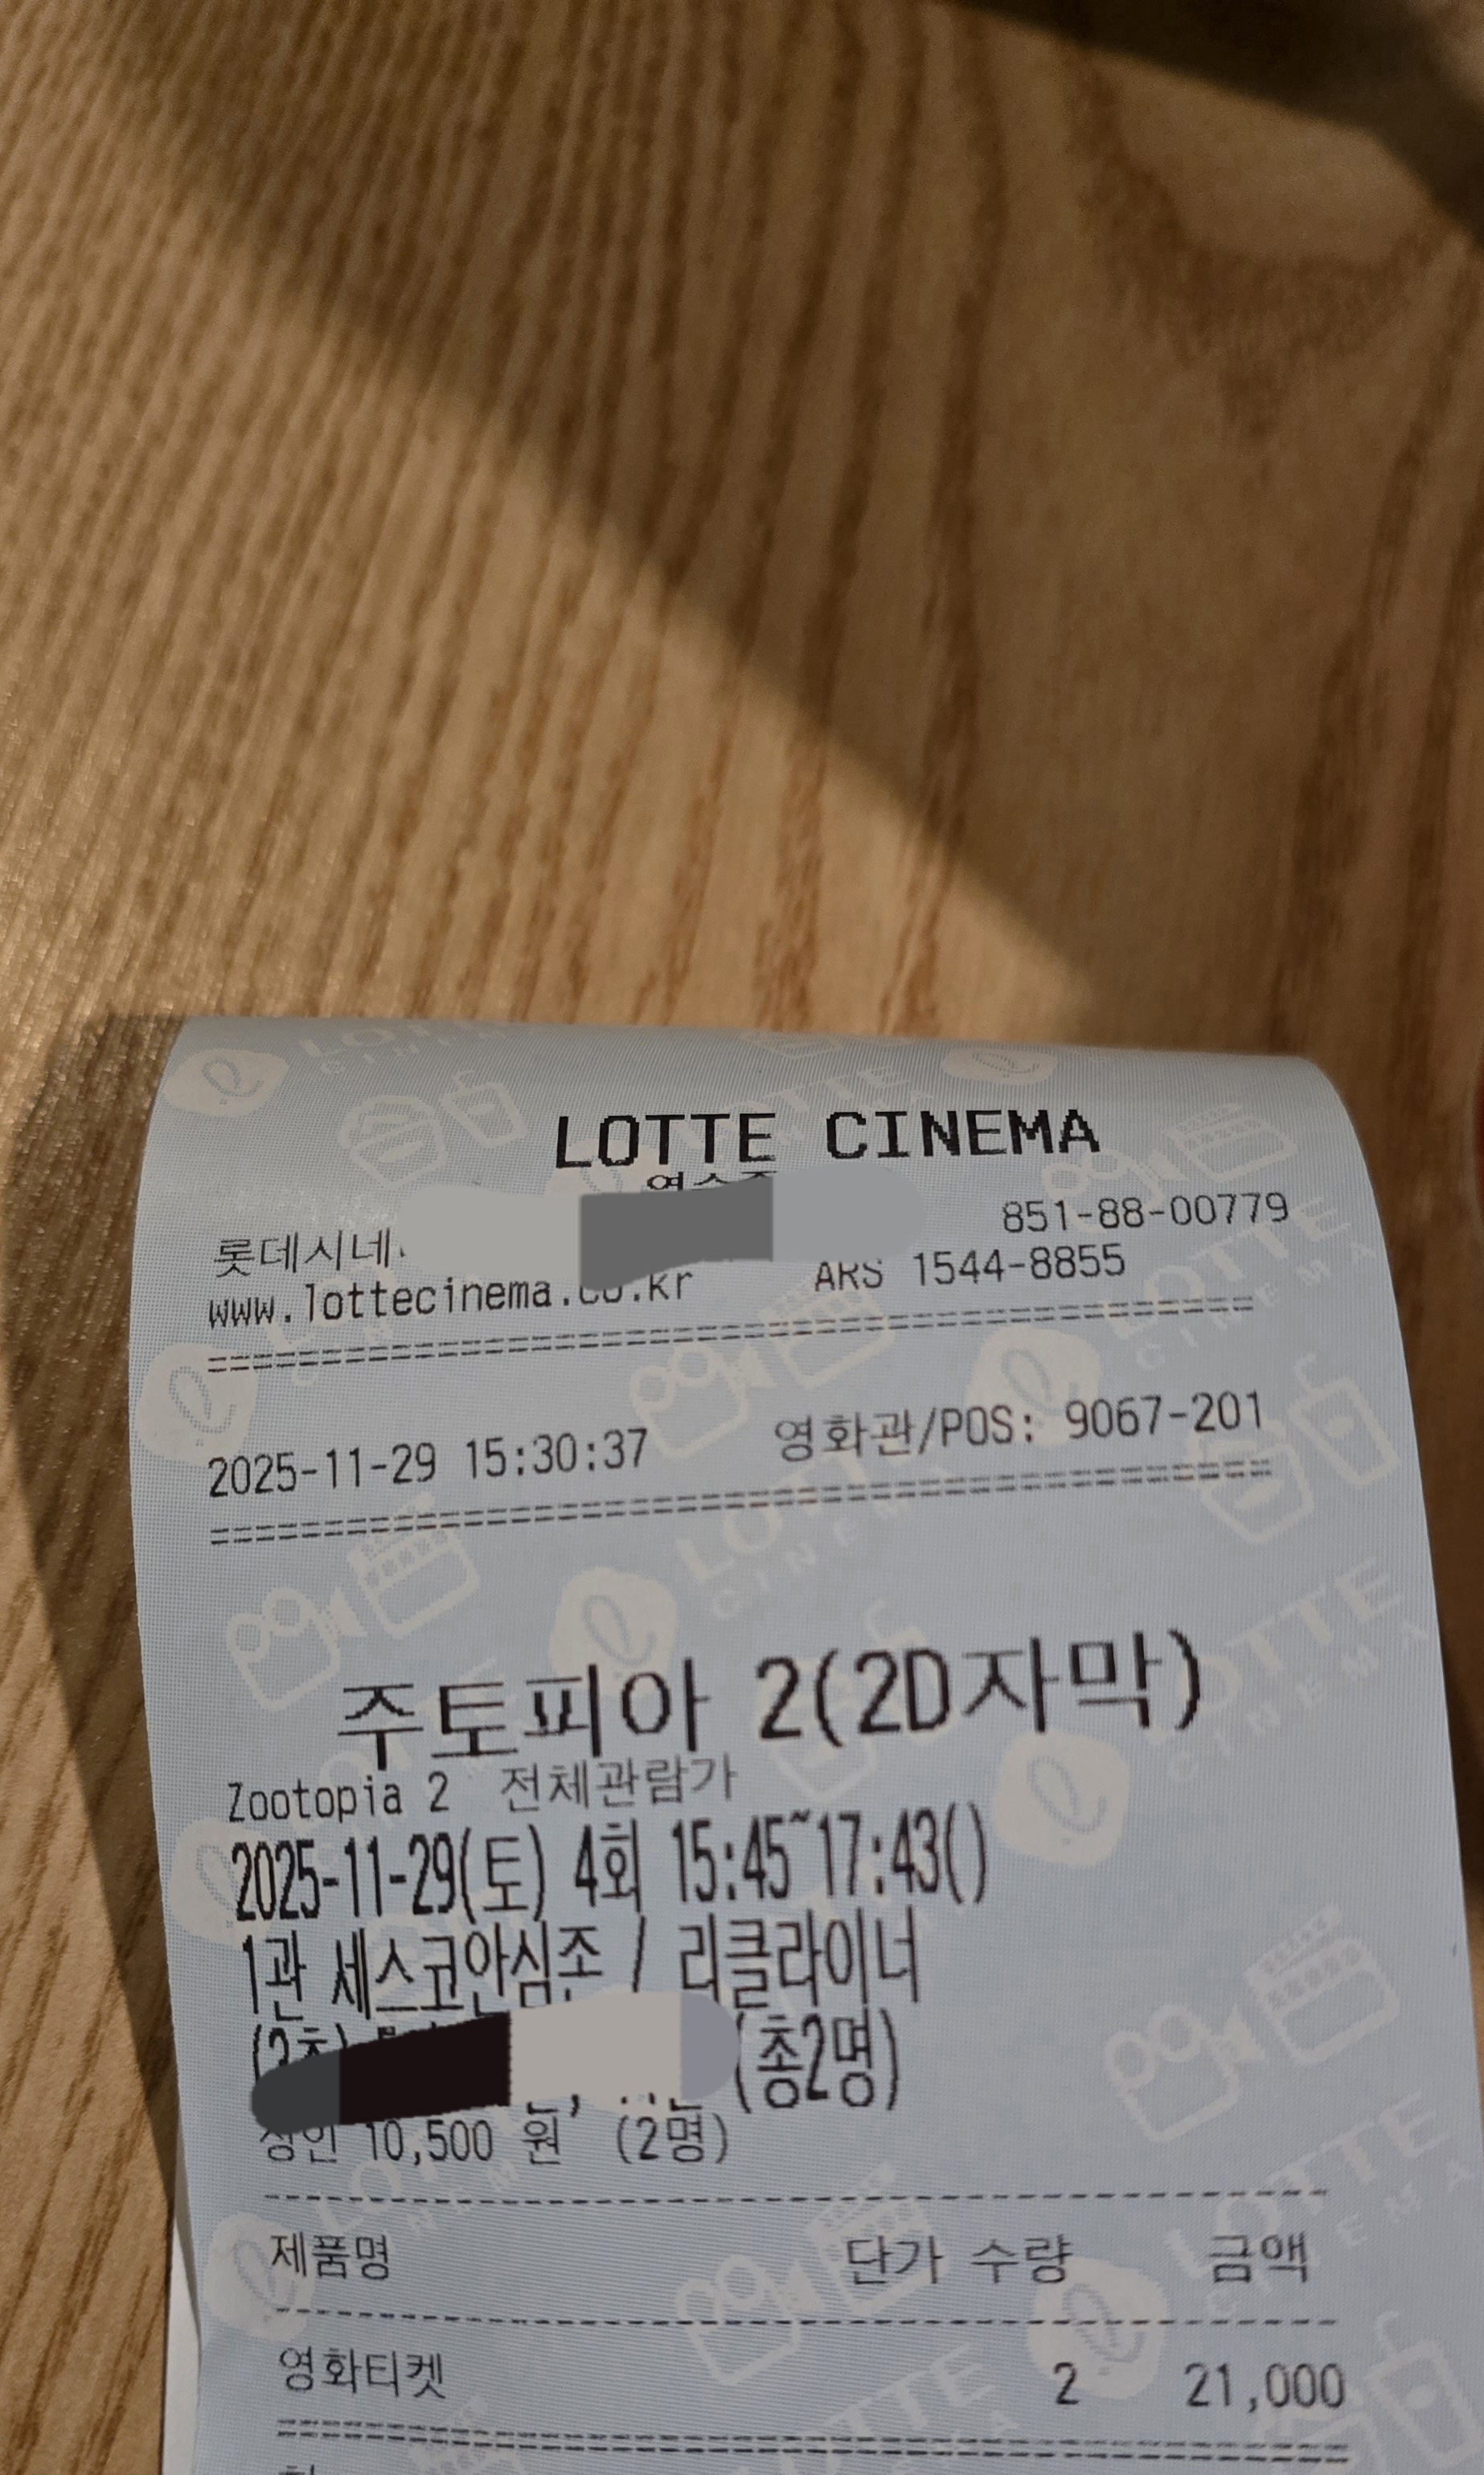 LOTTE CINEMA
롯데시네
851-88-00779
www.lottecinema.co.kr ARS 1544-8855
2025-11-29 15:30:37 영화관/POS: 9067-201
주토피아 2(2D자막)
Zootopia 2 전체관람가
2025-11-29(토) 4회 15:45~17:43()
1관 세스코안심존 / 리클라이너
(총2명)
성인 10,500 원 (2명)
제품명 단가 수량 금액
영화티켓 2 21,000